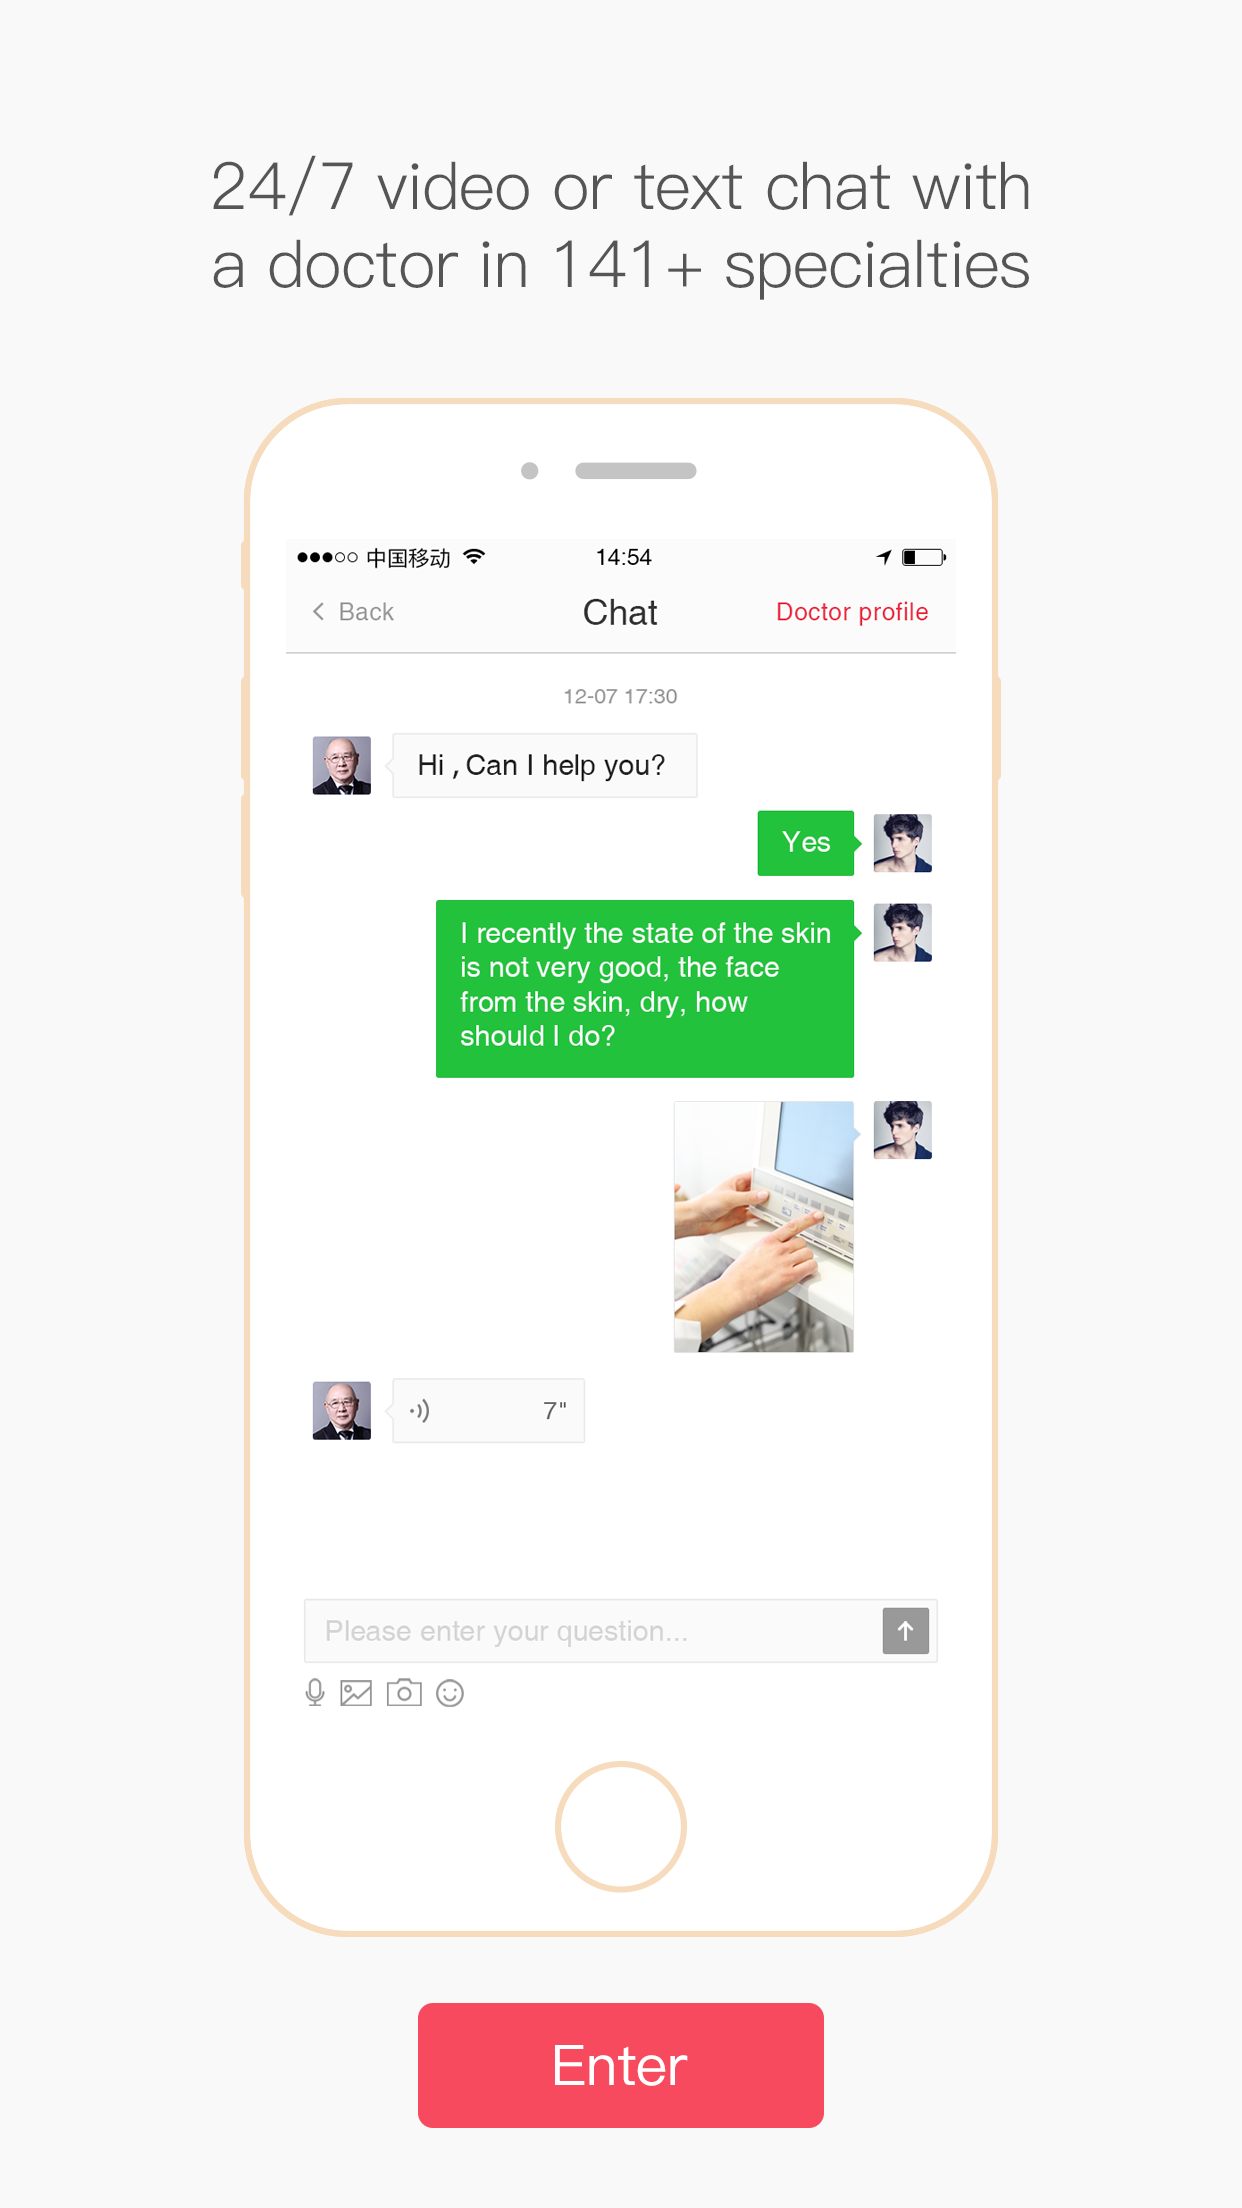 24/7 video or text chat with
a doctor in 141+ specialties
中国移动
14:54
Back
Chat
Doctor profile
12-07 17:30
Hi , Can I help you?
Yes
I recently the state of the skin
is not very good, the face
from the skin, dry, how
should I do?
7"
Please enter your question...
Enter